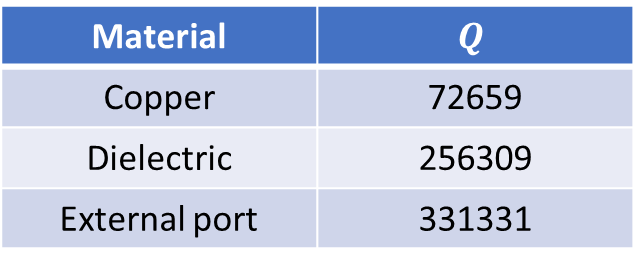 Material Q
Copper 72659
Dielectric 256309
External port 331331